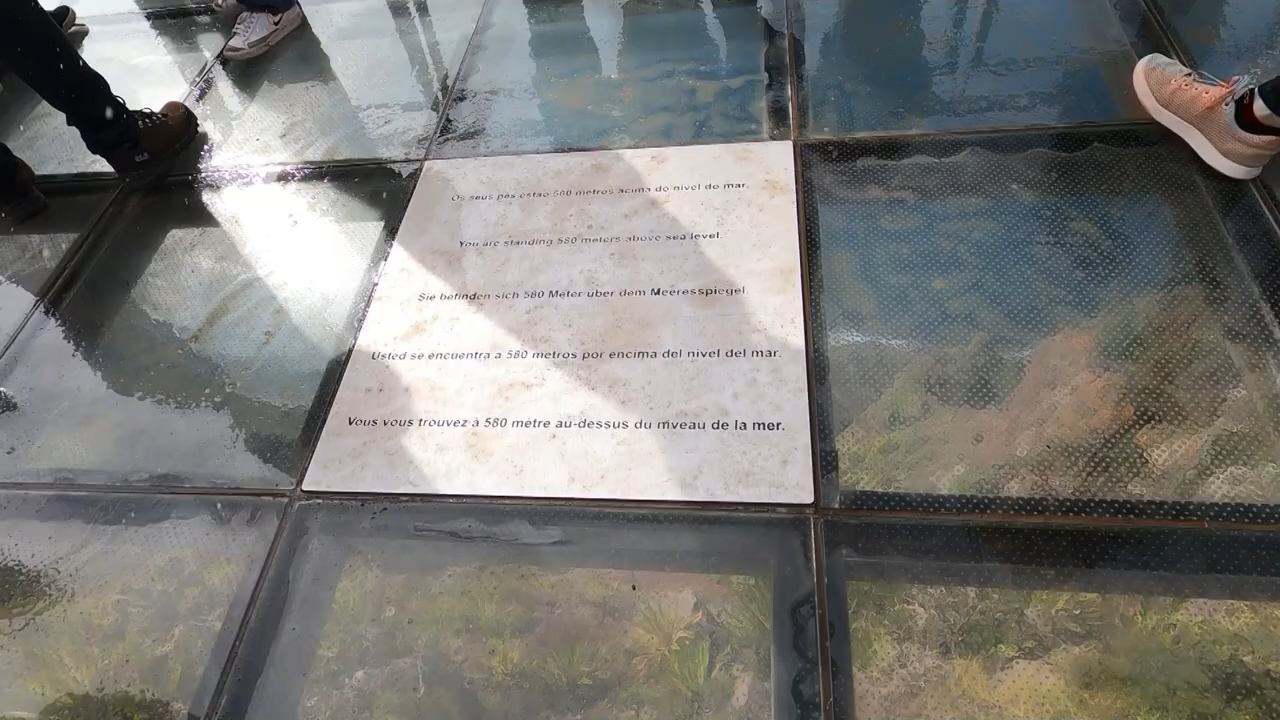 Os seus pés estão 580 metros acima do nível do mar.
You are standing 580 meters above sea level.
Sie befinden sich 580 Meter über dem Meeresspiegel.
Usted se encuentra a 580 metros por encima del nivel del mar.
Vous vous trouvez à 580 mètre au-dessus du niveau de la mer.